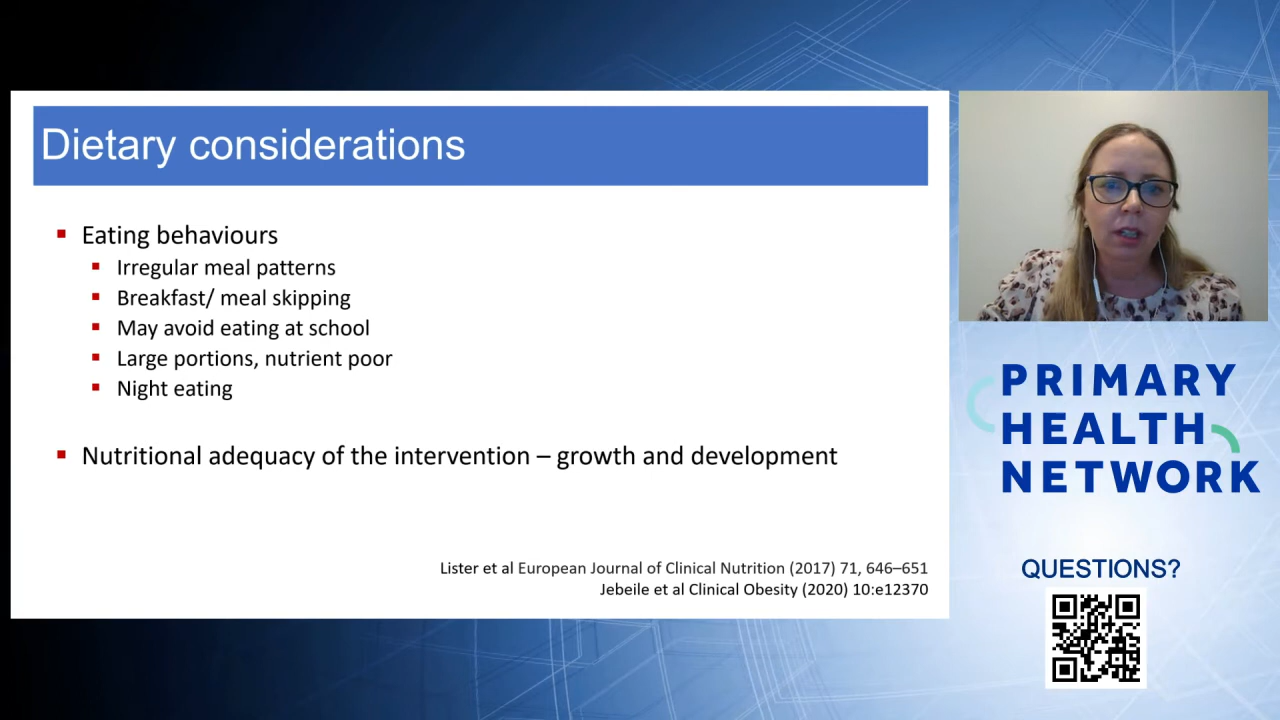 Dietary considerations
Eating behaviours
Irregular meal patterns
Breakfast/ meal skipping
May avoid eating at school
Large portions, nutrient poor
Night eating
Nutritional adequacy of the intervention – growth and development
Lister et al European Journal of Clinical Nutrition (2017) 71, 646–651
Jebeile et al Clinical Obesity (2020) 10:e12370
PRIMARY
HEALTH
NETWORK
QUESTIONS?